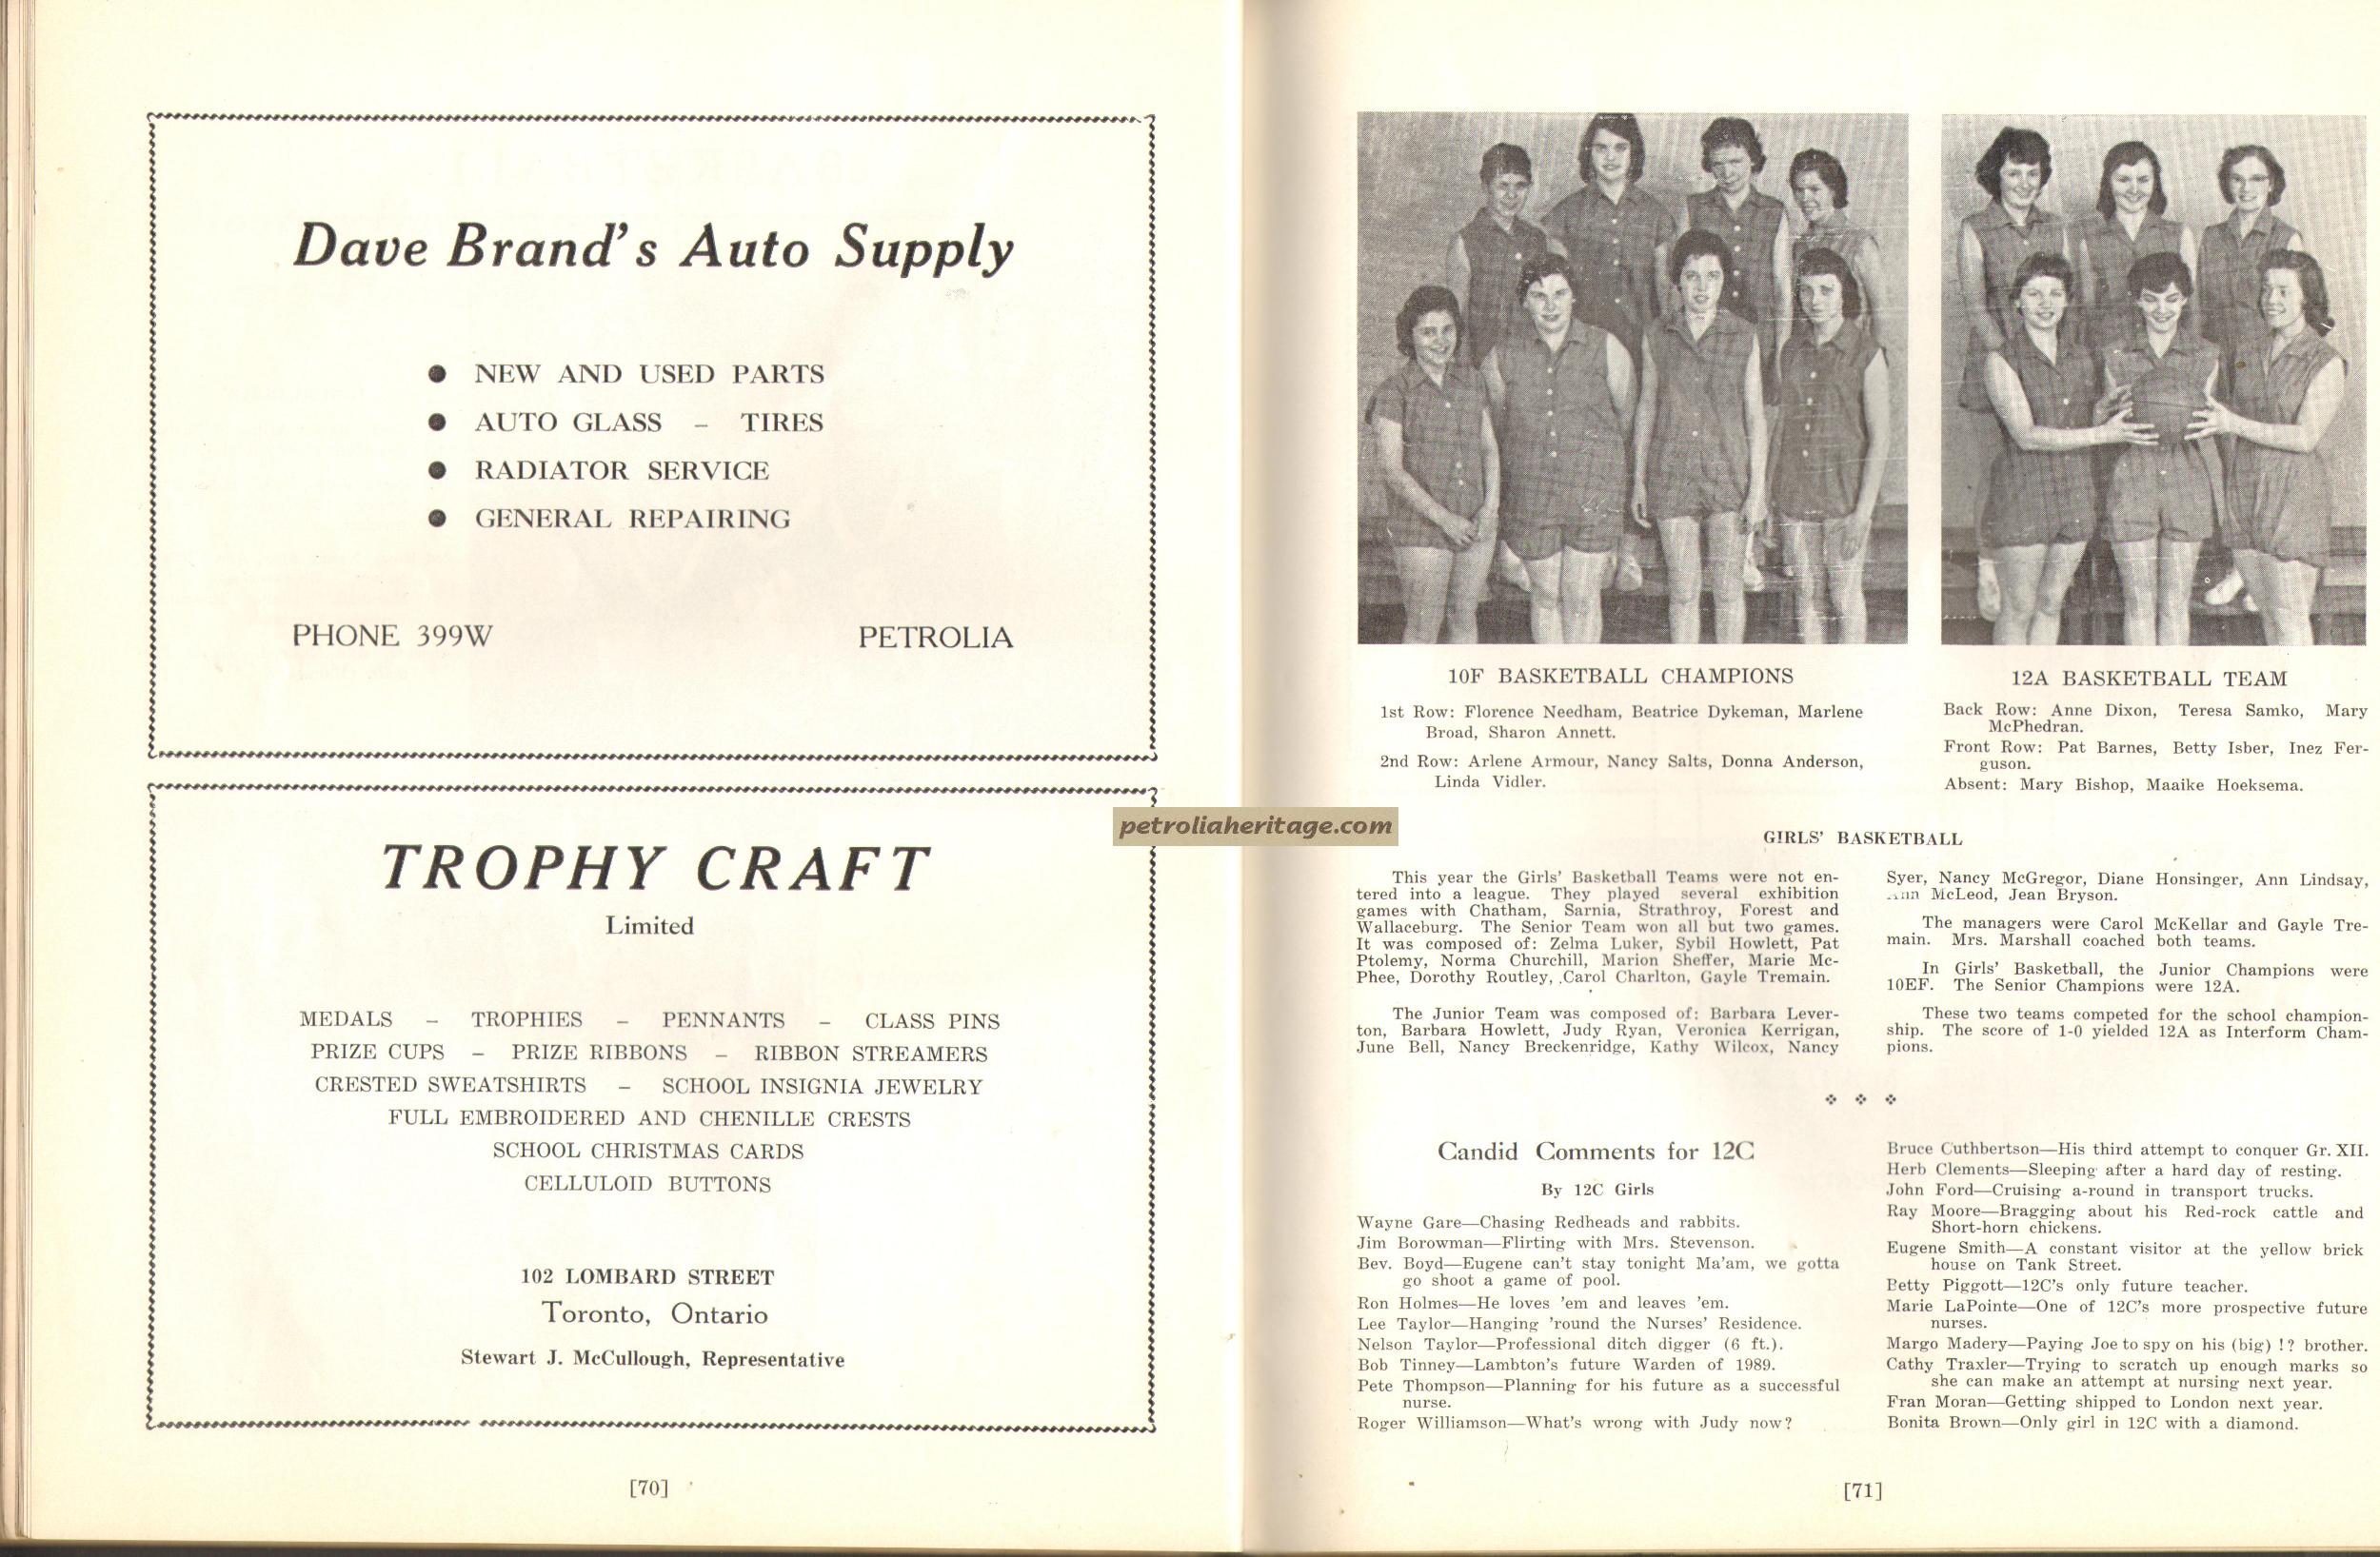 Dave Brand's Auto Supply
● NEW AND USED PARTS
● AUTO GLASS – TIRES
● RADIATOR SERVICE
● GENERAL REPAIRING
PHONE 399W PETROLIA
TROPHY CRAFT
Limited
MEDALS – TROPHIES – PENNANTS – CLASS PINS
PRIZE CUPS – PRIZE RIBBONS – RIBBON STREAMERS
CRESTED SWEATSHIRTS – SCHOOL INSIGNIA JEWELRY
FULL EMBROIDERED AND CHENILLE CRESTS
SCHOOL CHRISTMAS CARDS
CELLULOID BUTTONS
102 LOMBARD STREET
Toronto, Ontario
Stewart J. McCullough, Representative
[70]
petroliaheritage.com
10F BASKETBALL CHAMPIONS
1st Row: Florence Needham, Beatrice Dykeman, Marlene
Broad, Sharon Annett.
2nd Row: Arlene Armour, Nancy Salts, Donna Anderson,
Linda Vidler.
12A BASKETBALL TEAM
Back Row: Anne Dixon, Teresa Samko, Mary
McPhedran.
Front Row: Pat Barnes, Betty Isber, Inez Fer-
guson.
Absent: Mary Bishop, Maaike Hoeksema.
GIRLS' BASKETBALL
This year the Girls' Basketball Teams were not en-
tered into a league. They played several exhibition
games with Chatham, Sarnia, Strathroy, Forest and
Wallaceburg. The Senior Team won all but two games.
It was composed of: Zelma Luker, Sybil Howlett, Pat
Ptolemy, Norma Churchill, Marion Sheffer, Marie Mc-
Phee, Dorothy Routley, Carol Charlton, Gayle Tremain.
The Junior Team was composed of: Barbara Lever-
ton, Barbara Howlett, Judy Ryan, Veronica Kerrigan,
June Bell, Nancy Breckenridge, Kathy Wilcox, Nancy
Syer, Nancy McGregor, Diane Honsinger, Ann Lindsay,
McLeod, Jean Bryson.
The managers were Carol McKellar and Gayle Tre-
main. Mrs. Marshall coached both teams.
In Girls' Basketball, the Junior Champions were
10EF. The Senior Champions were 12A.
These two teams competed for the school champion-
ship. The score of 1-0 yielded 12A as Interform Cham-
pions.
Candid Comments for 12C
By 12C Girls
Wayne Gare—Chasing Redheads and rabbits.
Jim Borowman—Flirting with Mrs. Stevenson.
Bev. Boyd—Eugene can't stay tonight Ma'am, we gotta
go shoot a game of pool.
Ron Holmes—He loves 'em and leaves 'em.
Lee Taylor—Hanging 'round the Nurses' Residence.
Nelson Taylor—Professional ditch digger (6 ft.).
Bob Tinney—Lambton's future Warden of 1989.
Pete Thompson—Planning for his future as a successful
nurse.
Roger Williamson—What's wrong with Judy now?
Bruce Cuthbertson—His third attempt to conquer Gr. XII.
Herb Clements—Sleeping after a hard day of resting.
John Ford—Cruising a-round in transport trucks.
Ray Moore—Bragging about his Red-rock cattle and
Short-horn chickens.
Eugene Smith—A constant visitor at the yellow brick
house on Tank Street.
Betty Piggott—12C's only future teacher.
Marie LaPointe—One of 12C's more prospective future
nurses.
Margo Madery—Paying Joe to spy on his (big) !? brother.
Cathy Traxler—Trying to scratch up enough marks so
she can make an attempt at nursing next year.
Fran Moran—Getting shipped to London next year.
Bonita Brown—Only girl in 12C with a diamond.
[71]